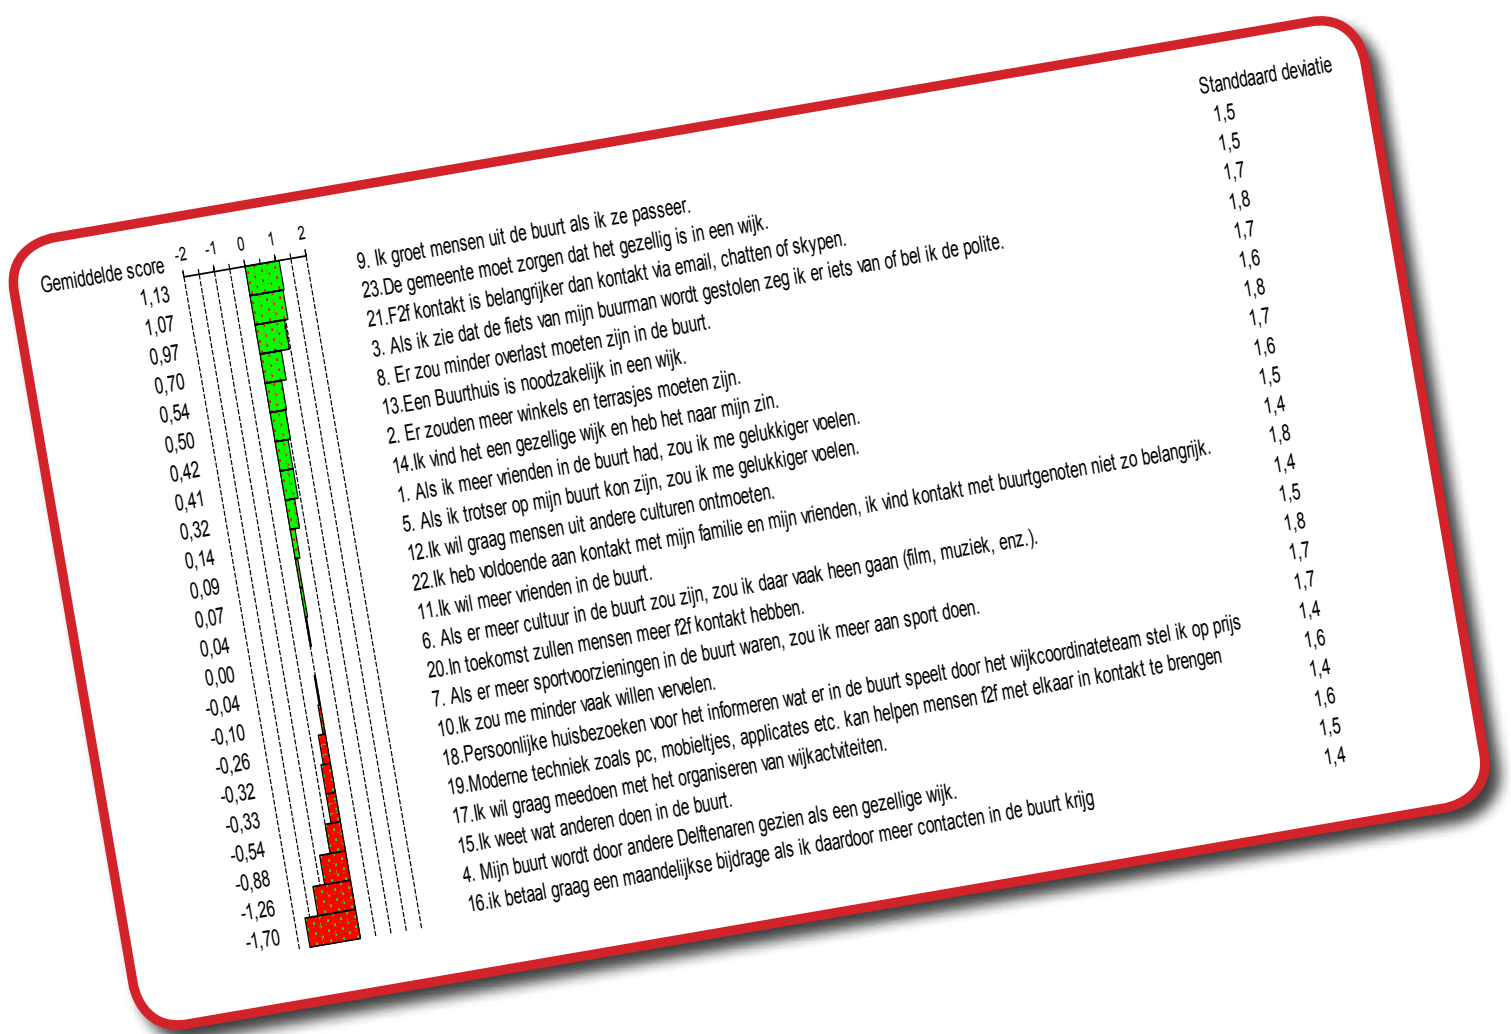 Standdaard deviatie
Gemiddelde score -2 -1 0 1 2
1,13 9. Ik groet mensen uit de buurt als ik ze passeer. 1,5
1,07 23.De gemeente moet zorgen dat het gezellig is in een wijk. 1,5
0,97 21.F2f kontakt is belangrijker dan kontakt via email, chatten of skypen. 1,7
0,70 3. Als ik zie dat de fiets van mijn buurman wordt gestolen zeg ik er iets van of bel ik de polite. 1,8
0,54 8. Er zou minder overlast moeten zijn in de buurt. 1,7
0,50 13.Een Buurthuis is noodzakelijk in een wijk. 1,6
0,42 2. Er zouden meer winkels en terrasjes moeten zijn. 1,8
0,41 14.Ik vind het een gezellige wijk en heb het naar mijn zin. 1,7
0,32 1. Als ik meer vrienden in de buurt had, zou ik me gelukkiger voelen. 1,6
0,14 5. Als ik trotser op mijn buurt kon zijn, zou ik me gelukkiger voelen. 1,5
0,09 12.Ik wil graag mensen uit andere culturen ontmoeten. 1,4
0,07 22.Ik heb voldoende aan kontakt met mijn familie en mijn vrienden, ik vind kontakt met buurtgenoten niet zo belangrijk. 1,8
0,04 11.Ik wil meer vrienden in de buurt. 1,4
0,00 6. Als er meer cultuur in de buurt zou zijn, zou ik daar vaak heen gaan (film, muziek, enz.). 1,5
-0,04 20.In toekomst zullen mensen meer f2f kontakt hebben. 1,8
-0,10 7. Als er meer sportvoorzieningen in de buurt waren, zou ik meer aan sport doen. 1,7
-0,26 10.Ik zou me minder vaak willen vervelen. 1,7
-0,32 18.Persoonlijke huisbezoeken voor het informeren wat er in de buurt speelt door het wijkcoordinateteam stel ik op prijs 1,4
-0,33 19.Moderne techniek zoals pc, mobieltjes, applicates etc. kan helpen mensen f2f met elkaar in kontakt te brengen 1,6
-0,54 17.Ik wil graag meedoen met het organiseren van wijkactviteiten. 1,4
-0,88 15.Ik weet wat anderen doen in de buurt. 1,6
-1,26 4. Mijn buurt wordt door andere Delftenaren gezien als een gezellige wijk. 1,5
-1,70 16.ik betaal graag een maandelijkse bijdrage als ik daardoor meer contacten in de buurt krijg 1,4